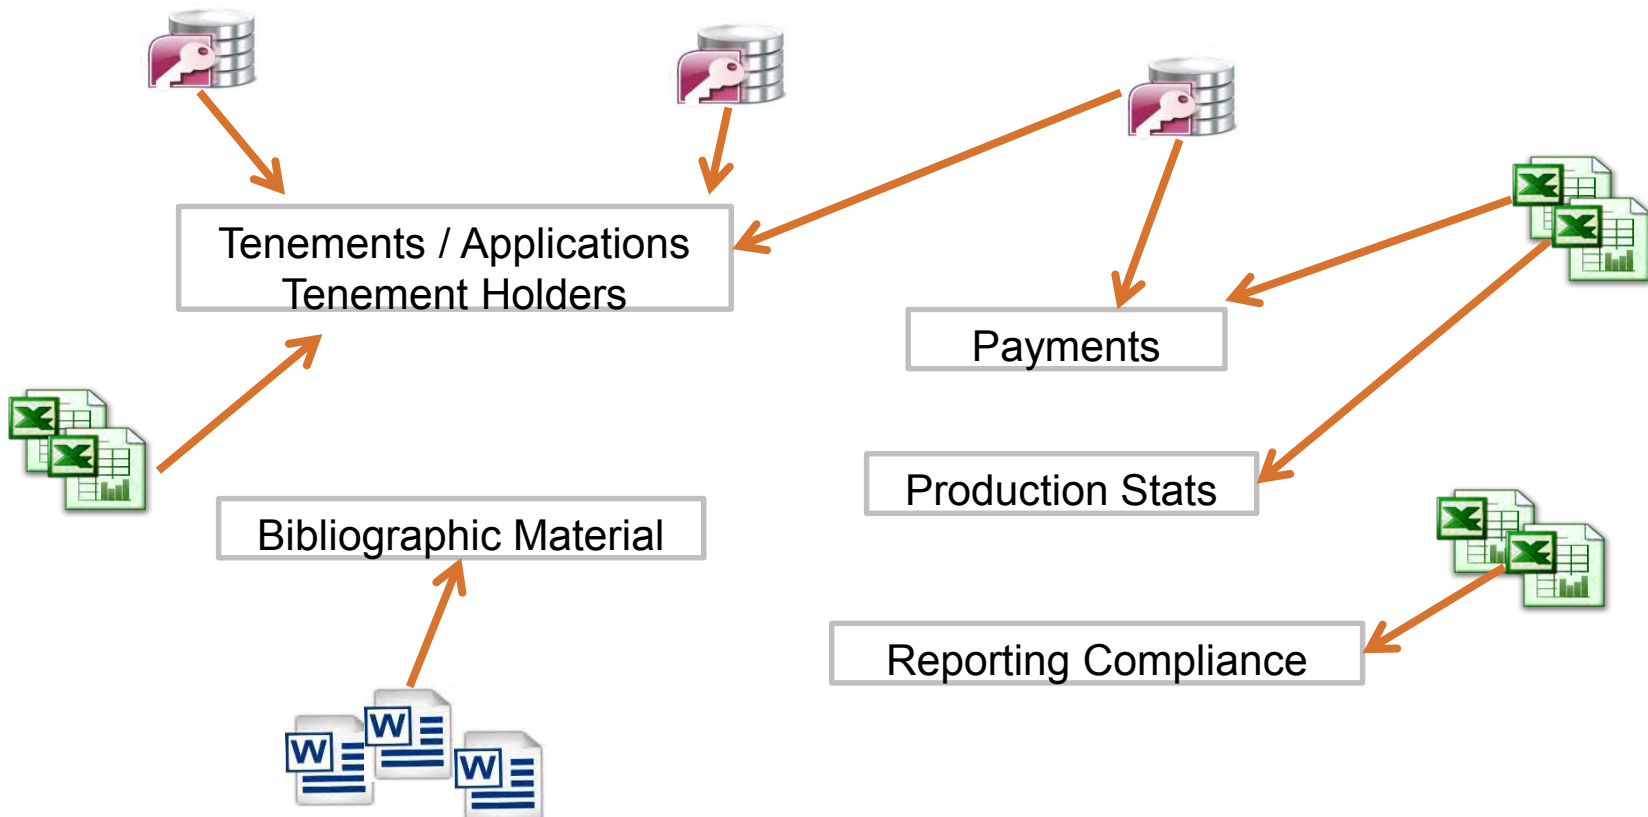 Tenements / Applications
Tenement Holders
Payments
Production Stats
Bibliographic Material
Reporting Compliance
W
W
W